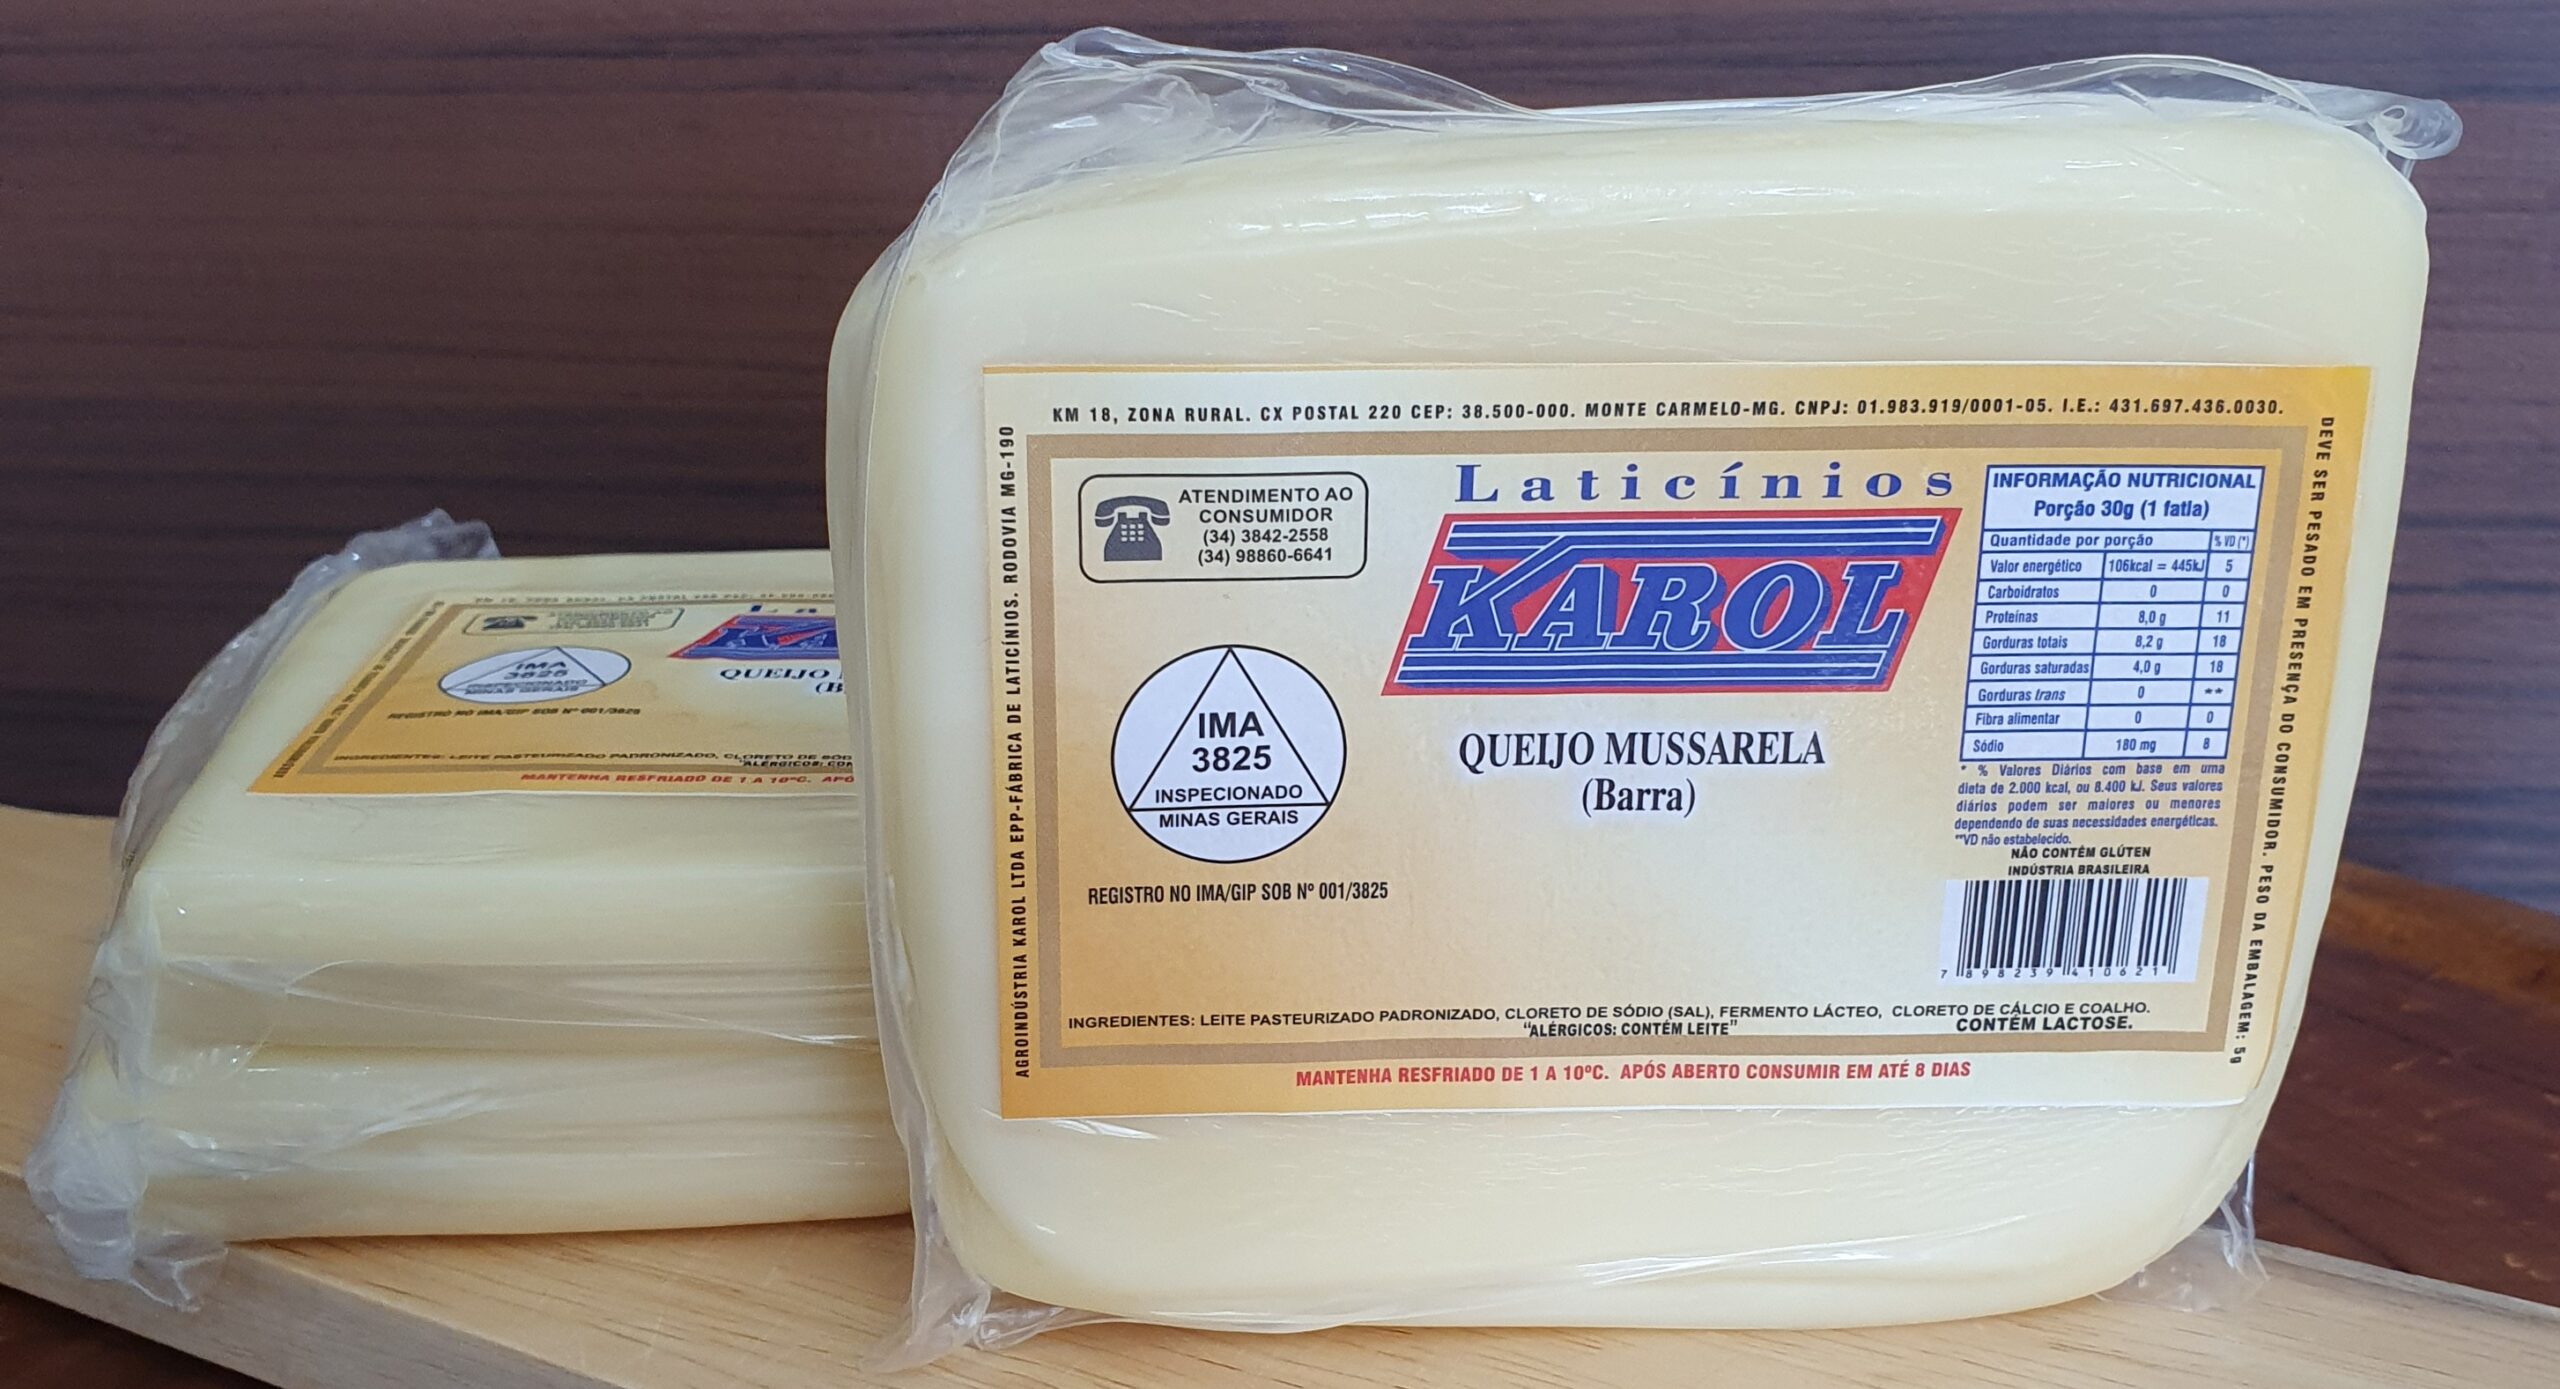 KM 18, ZONA RURAL. CX POSTAL 220 CEP: 38.500-000. MONTE CARMELO-MG. CNPJ: 01.983.919/0001-05. I.E.: 431.697.436.0030.
AGROINDÚSTRIA KAROL LTDA EPP-FÁBRICA DE LATICÍNIOS. RODOVIA MG-190
DEVE SER PESADO EM PRESENÇA DO CONSUMIDOR. PESO DA EMBALAGEM: 5g
ATENDIMENTO AO
CONSUMIDOR
(34) 3842-2558
(34) 98860-6641
Laticínios
KAROL
QUEIJO MUSSARELA
(Barra)
IMA
3825
INSPECIONADO
MINAS GERAIS
REGISTRO NO IMA/GIP SOB Nº 001/3825
INFORMAÇÃO NUTRICIONAL
Porção 30g (1 fatia)
Quantidade por porção % VD (*)
Valor energético 106kcal = 445kJ 5
Carboidratos 0 0
Proteínas 8,0 g 11
Gorduras totais 8,2 g 18
Gorduras saturadas 4,0 g 18
Gorduras trans 0 **
Fibra alimentar 0 0
Sódio 180 mg 8
* % Valores Diários com base em uma
dieta de 2.000 kcal, ou 8.400 kJ. Seus valores
diários podem ser maiores ou menores
dependendo de suas necessidades energéticas.
**VD não estabelecido.
NÃO CONTÉM GLÚTEN
INDÚSTRIA BRASILEIRA
7 898239 410621
INGREDIENTES: LEITE PASTEURIZADO PADRONIZADO, CLORETO DE SÓDIO (SAL), FERMENTO LÁCTEO, CLORETO DE CÁLCIO E COALHO.
"ALÉRGICOS: CONTÉM LEITE" CONTÉM LACTOSE.
MANTENHA RESFRIADO DE 1 A 10ºC. APÓS ABERTO CONSUMIR EM ATÉ 8 DIAS
IMA
3825
INSPECIONADO
MINAS GERAIS
QUEIJO
REGISTRO NO IMA/GIP SOB Nº 001/3825
INGREDIENTES: LEITE PASTEURIZADO PADRONIZADO, CLORETO DE
MANTENHA RESFRIADO DE 1 A 10ºC.